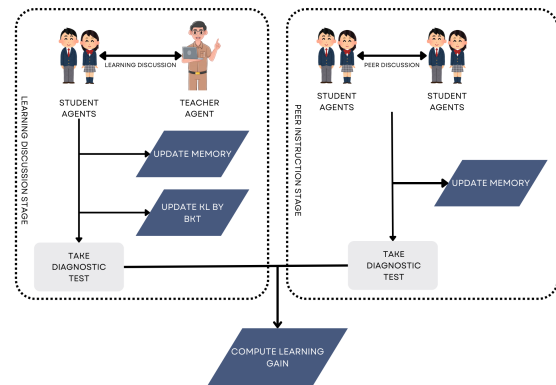 LEARNING DISCUSSION STAGE
LEARNING DISCUSSION
STUDENT
AGENTS
TEACHER
AGENT
UPDATE MEMORY
UPDATE KL BY
BKT
TAKE
DIAGNOSTIC
TEST
PEER INSTRUCTION STAGE
PEER DISCUSSION
STUDENT
AGENTS
STUDENT
AGENTS
UPDATE MEMORY
TAKE
DIAGNOSTIC
TEST
COMPUTE LEARNING
GAIN